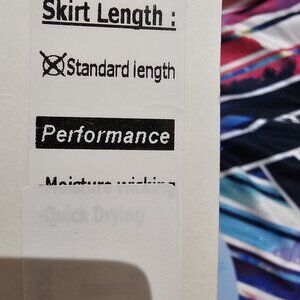 Skirt Length :
Standard length
Performance
-Moisture wicking
-Quick Drying